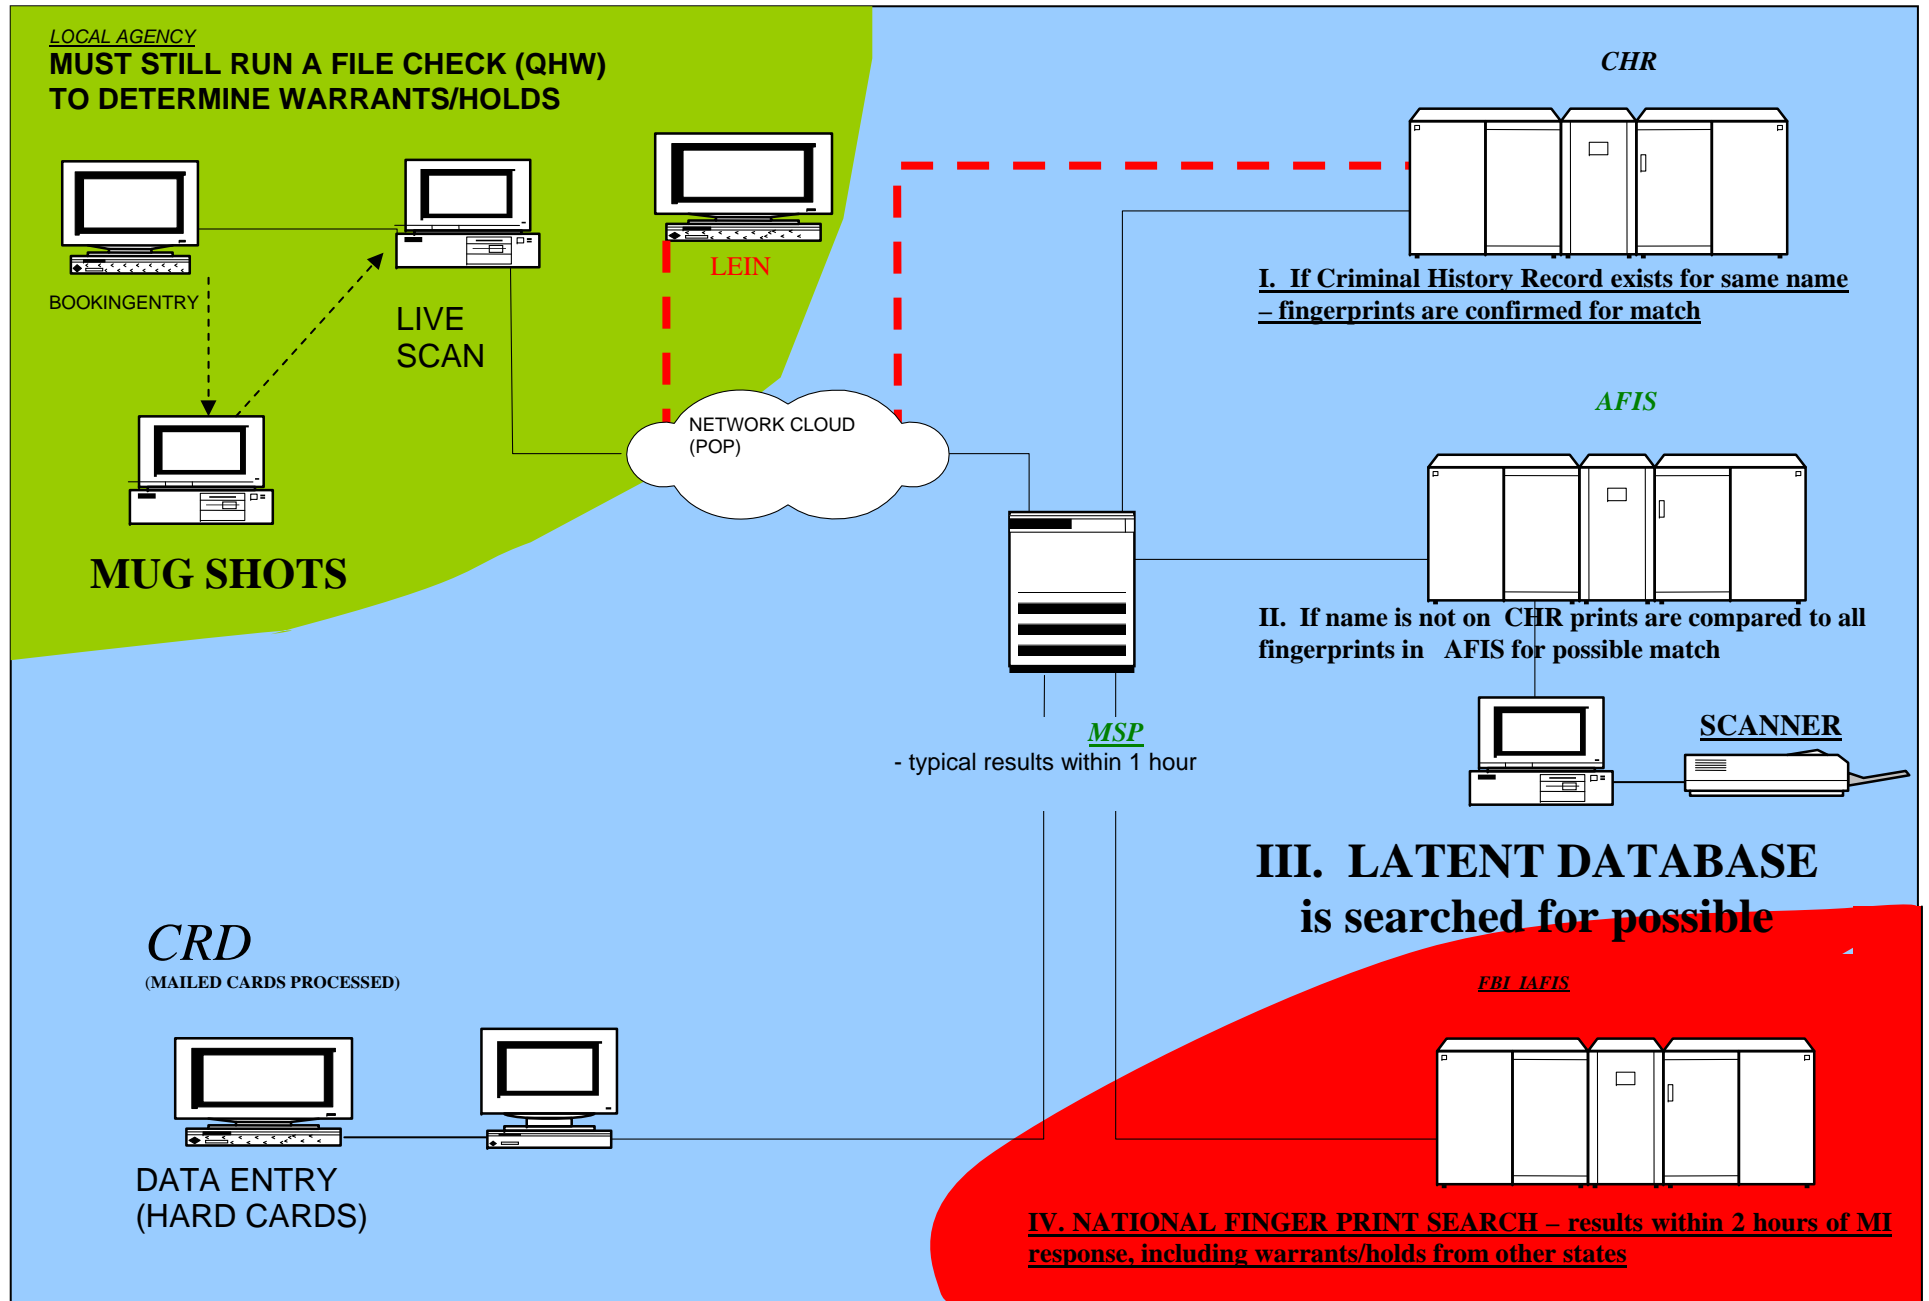 LOCAL AGENCY
MUST STILL RUN A FILE CHECK (QHW)
TO DETERMINE WARRANTS/HOLDS
BOOKINGENTRY
LIVE
SCAN
LEIN
MUG SHOTS
NETWORK CLOUD
(POP)
CHR
I. If Criminal History Record exists for same name
– fingerprints are confirmed for match
AFIS
II. If name is not on CHR prints are compared to all
fingerprints in AFIS for possible match
MSP
- typical results within 1 hour
SCANNER
III. LATENT DATABASE
is searched for possible
CRD
(MAILED CARDS PROCESSED)
DATA ENTRY
(HARD CARDS)
FBI IAFIS
IV. NATIONAL FINGER PRINT SEARCH – results within 2 hours of MI
response, including warrants/holds from other states